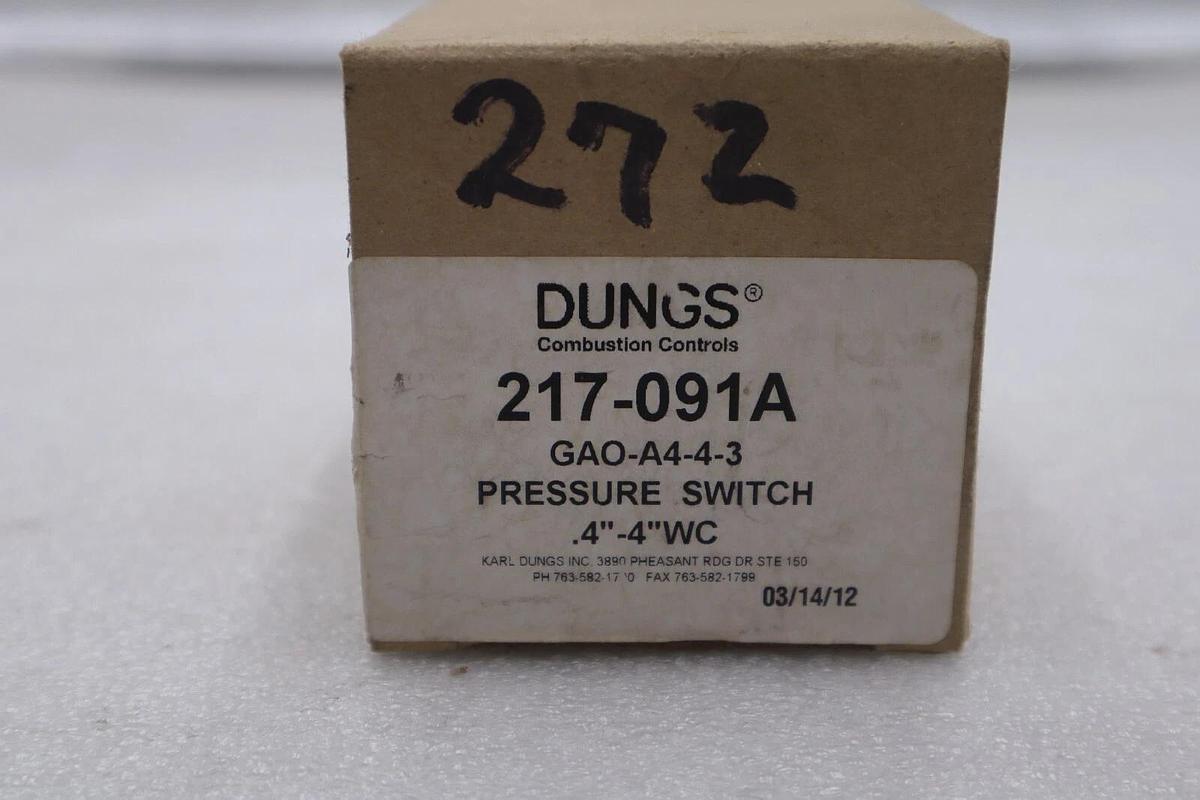 272
DUNGS®
Combustion Controls
217-091A
GAO-A4-4-3
PRESSURE SWITCH
.4"-4"WC
KARL DUNGS INC. 3890 PHEASANT RDG DR STE 150
PH FAX 763-582-1799
03/14/12